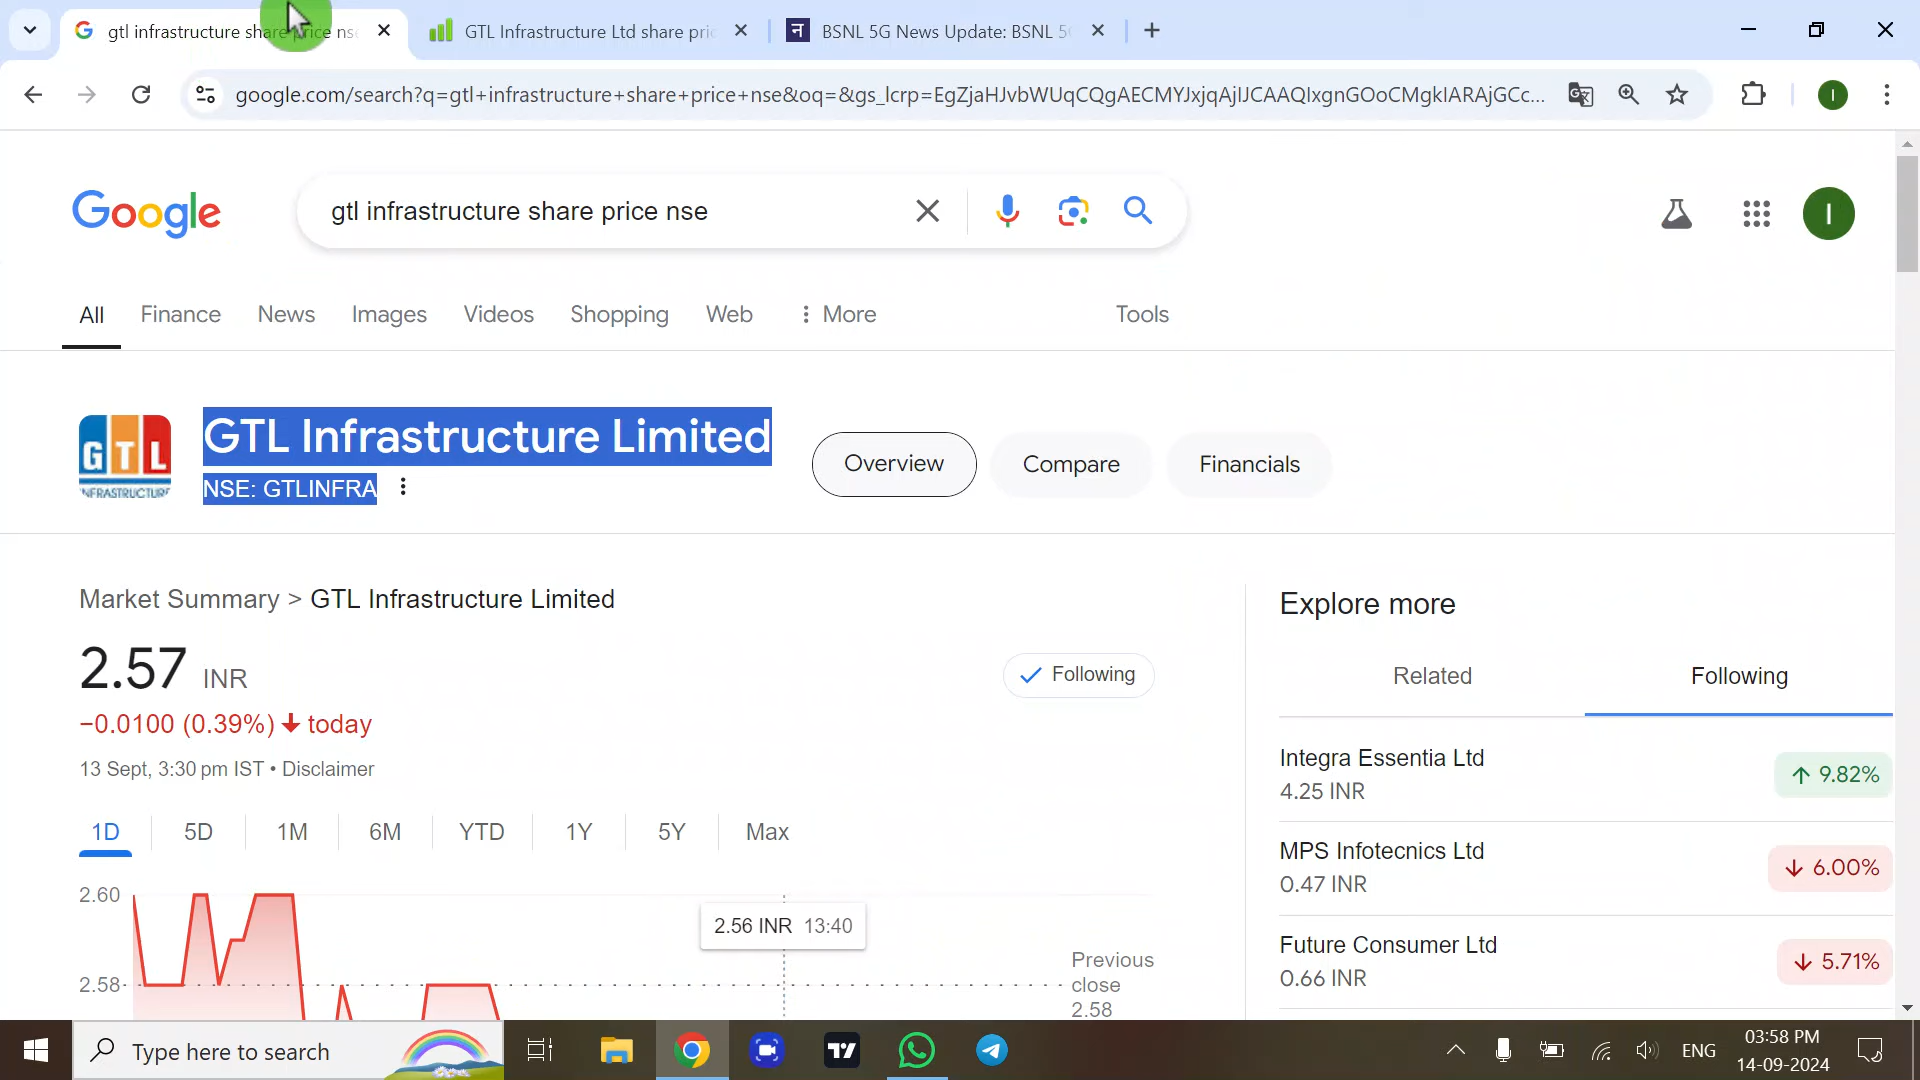 gtl infrastructure share price nse
GTL Infrastructure Ltd share pric
BSNL 5G News Update: BSNL 5G
google.com/search?q=gtl+infrastructure+share+price+nse&oq=&gs_lcrp=EgZjaHJvbWUqCQgAECMYJxjqAjIJCAAQIxgnGOoCMgkIARAjGCc...
I
Google
gtl infrastructure share price nse
I
All
Finance
News
Images
Videos
Shopping
Web
More
Tools
GTL
INFRASTRUCTURE
GTL Infrastructure Limited
NSE: GTLINFRA
Overview
Compare
Financials
Market Summary > GTL Infrastructure Limited
2.57 INR
−0.0100 (0.39%) ↓ today
13 Sept, 3:30 pm IST • Disclaimer
Following
1D
5D
1M
6M
YTD
1Y
5Y
Max
2.60
2.58
2.56 INR 13:40
Previous
close
2.58
Explore more
Related
Following
Integra Essentia Ltd
4.25 INR
↑ 9.82%
MPS Infotecnics Ltd
0.47 INR
↓ 6.00%
Future Consumer Ltd
0.66 INR
↓ 5.71%
Type here to search
ENG
03:58 PM
14-09-2024